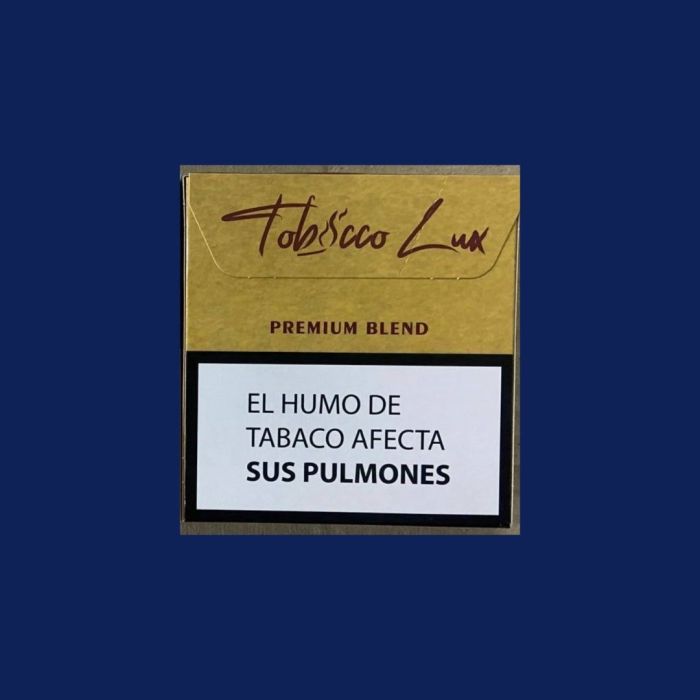 Tobacco Lux
PREMIUM BLEND
EL HUMO DE
TABACO AFECTA
SUS PULMONES